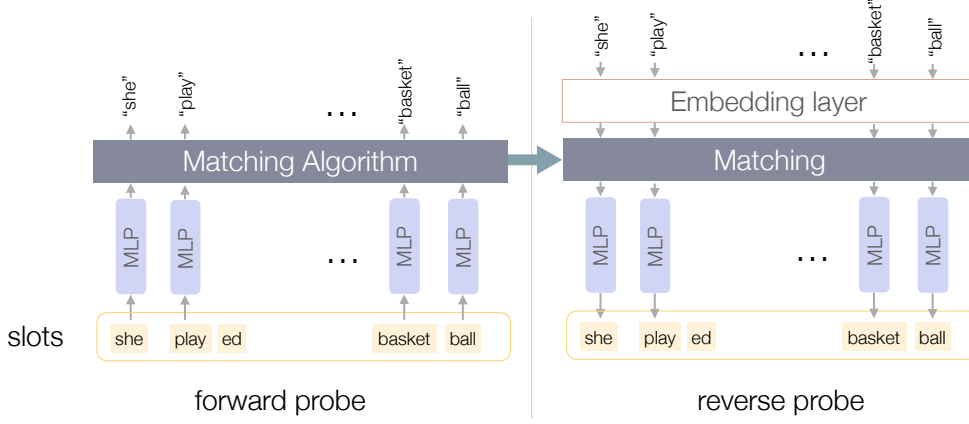 “she”
“play”
...
“basket”
“ball”
Matching Algorithm
MLP
MLP
...
MLP
MLP
slots
she
play
ed
basket
ball
forward probe
“she”
“play”
...
“basket”
“ball”
Embedding layer
Matching
MLP
MLP
...
MLP
MLP
she
play
ed
basket
ball
reverse probe